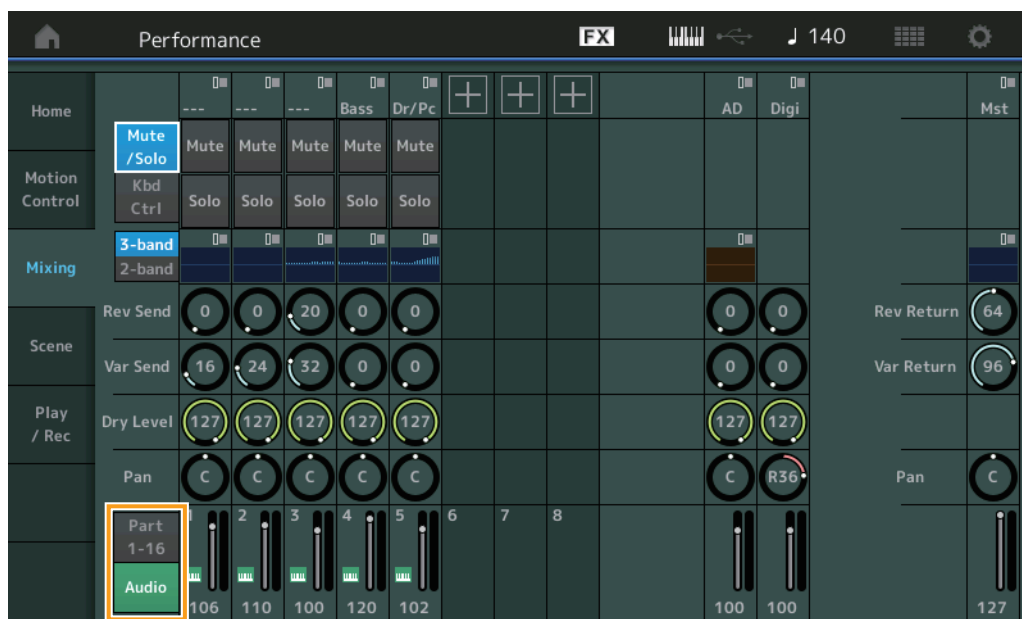 Performance FX ♩ 140
Home --- --- --- Bass Dr/Pc AD Digi Mst
Mute /Solo Mute Mute Mute Mute Mute
Motion Control Kbd Ctrl Solo Solo Solo Solo Solo
Mixing 3-band 2-band
Rev Send 0 0 20 0 0 0 0 Rev Return 64
Scene
Var Send 16 24 32 0 0 0 0 Var Return 96
Play / Rec
Dry Level 127 127 127 127 127 127 127
Pan C C C C C C R36 Pan C
Part 1-16 1 2 3 4 5 6 7 8
Audio
106 110 100 120 102 100 100 127